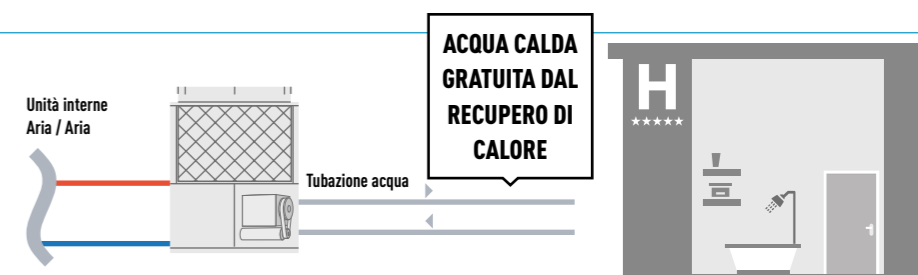 ACQUA CALDA
GRATUITA DAL
RECUPERO DI
CALORE
H
★★★★★
Unità interne
Aria / Aria
Tubazione acqua